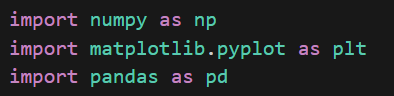 import numpy as np
import matplotlib.pyplot as plt
import pandas as pd